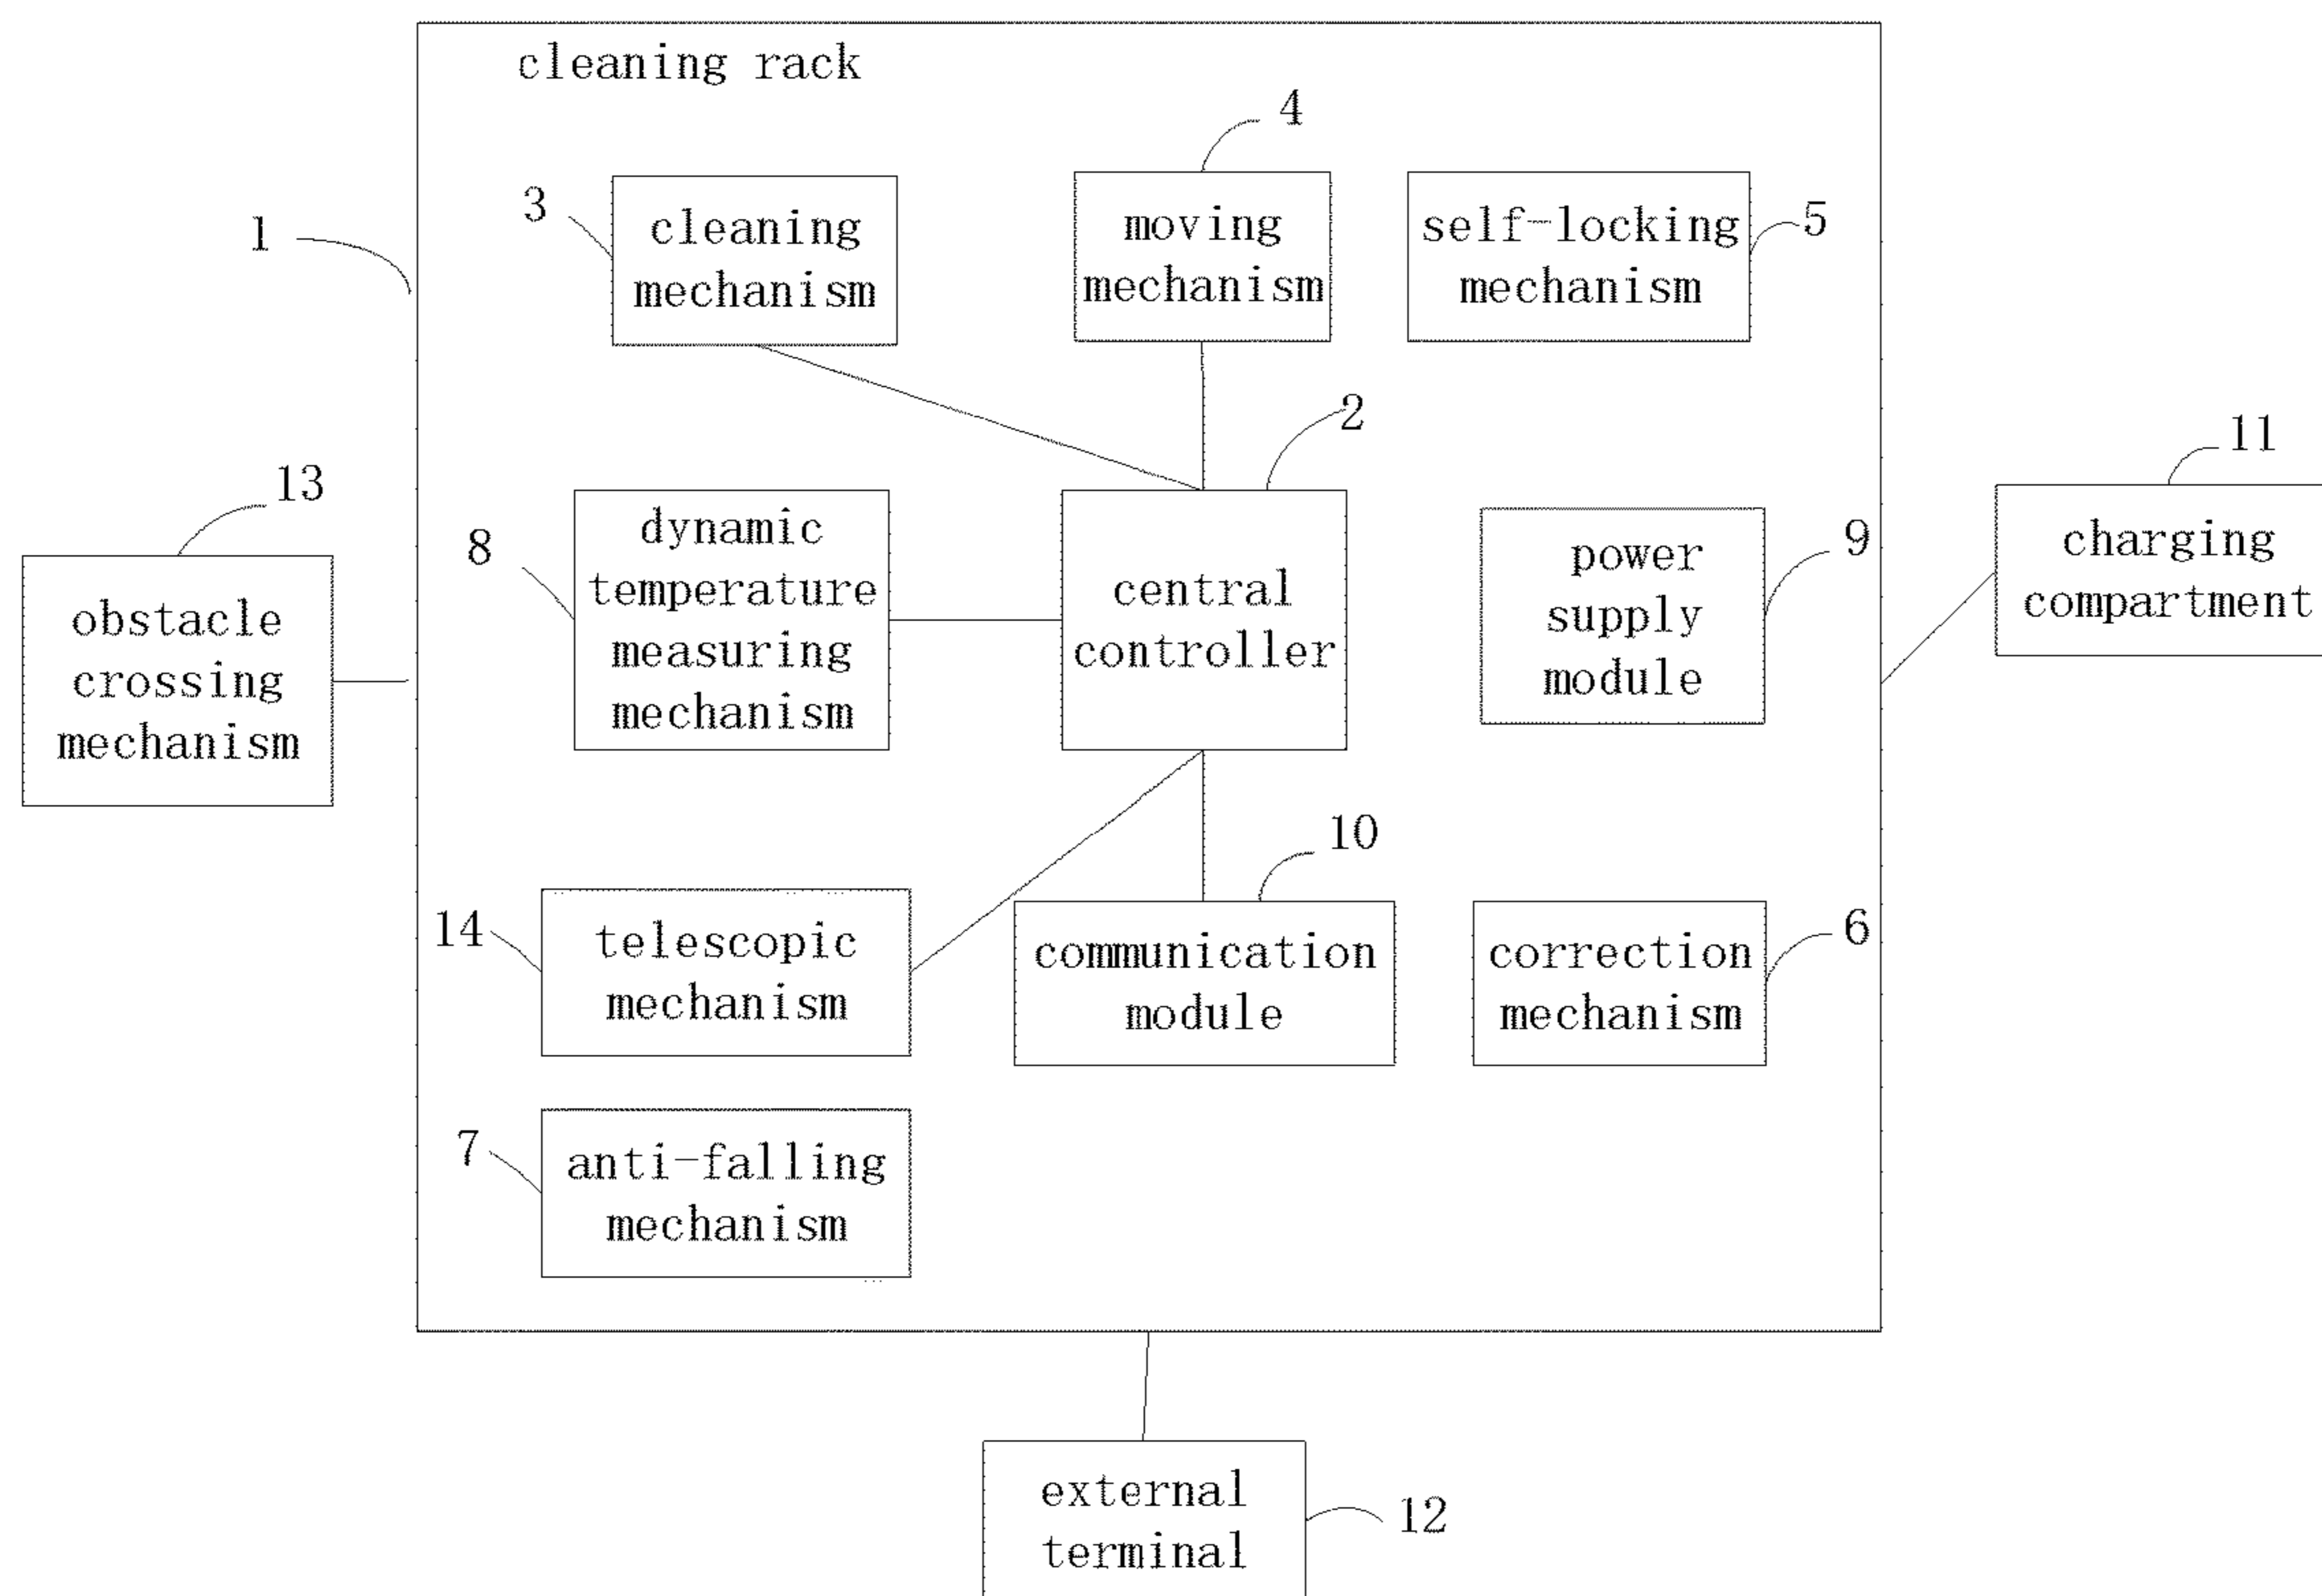 cleaning rack
4
3
cleaning
mechanism
moving
mechanism
self-locking
mechanism
5
1
2
11
13
8
dynamic
temperature
measuring
mechanism
central
controller
power
supply
module
9
charging
compartment
obstacle
crossing
mechanism
10
14
telescopic
mechanism
communication
module
correction
mechanism
6
7
anti-falling
mechanism
external
terminal
12